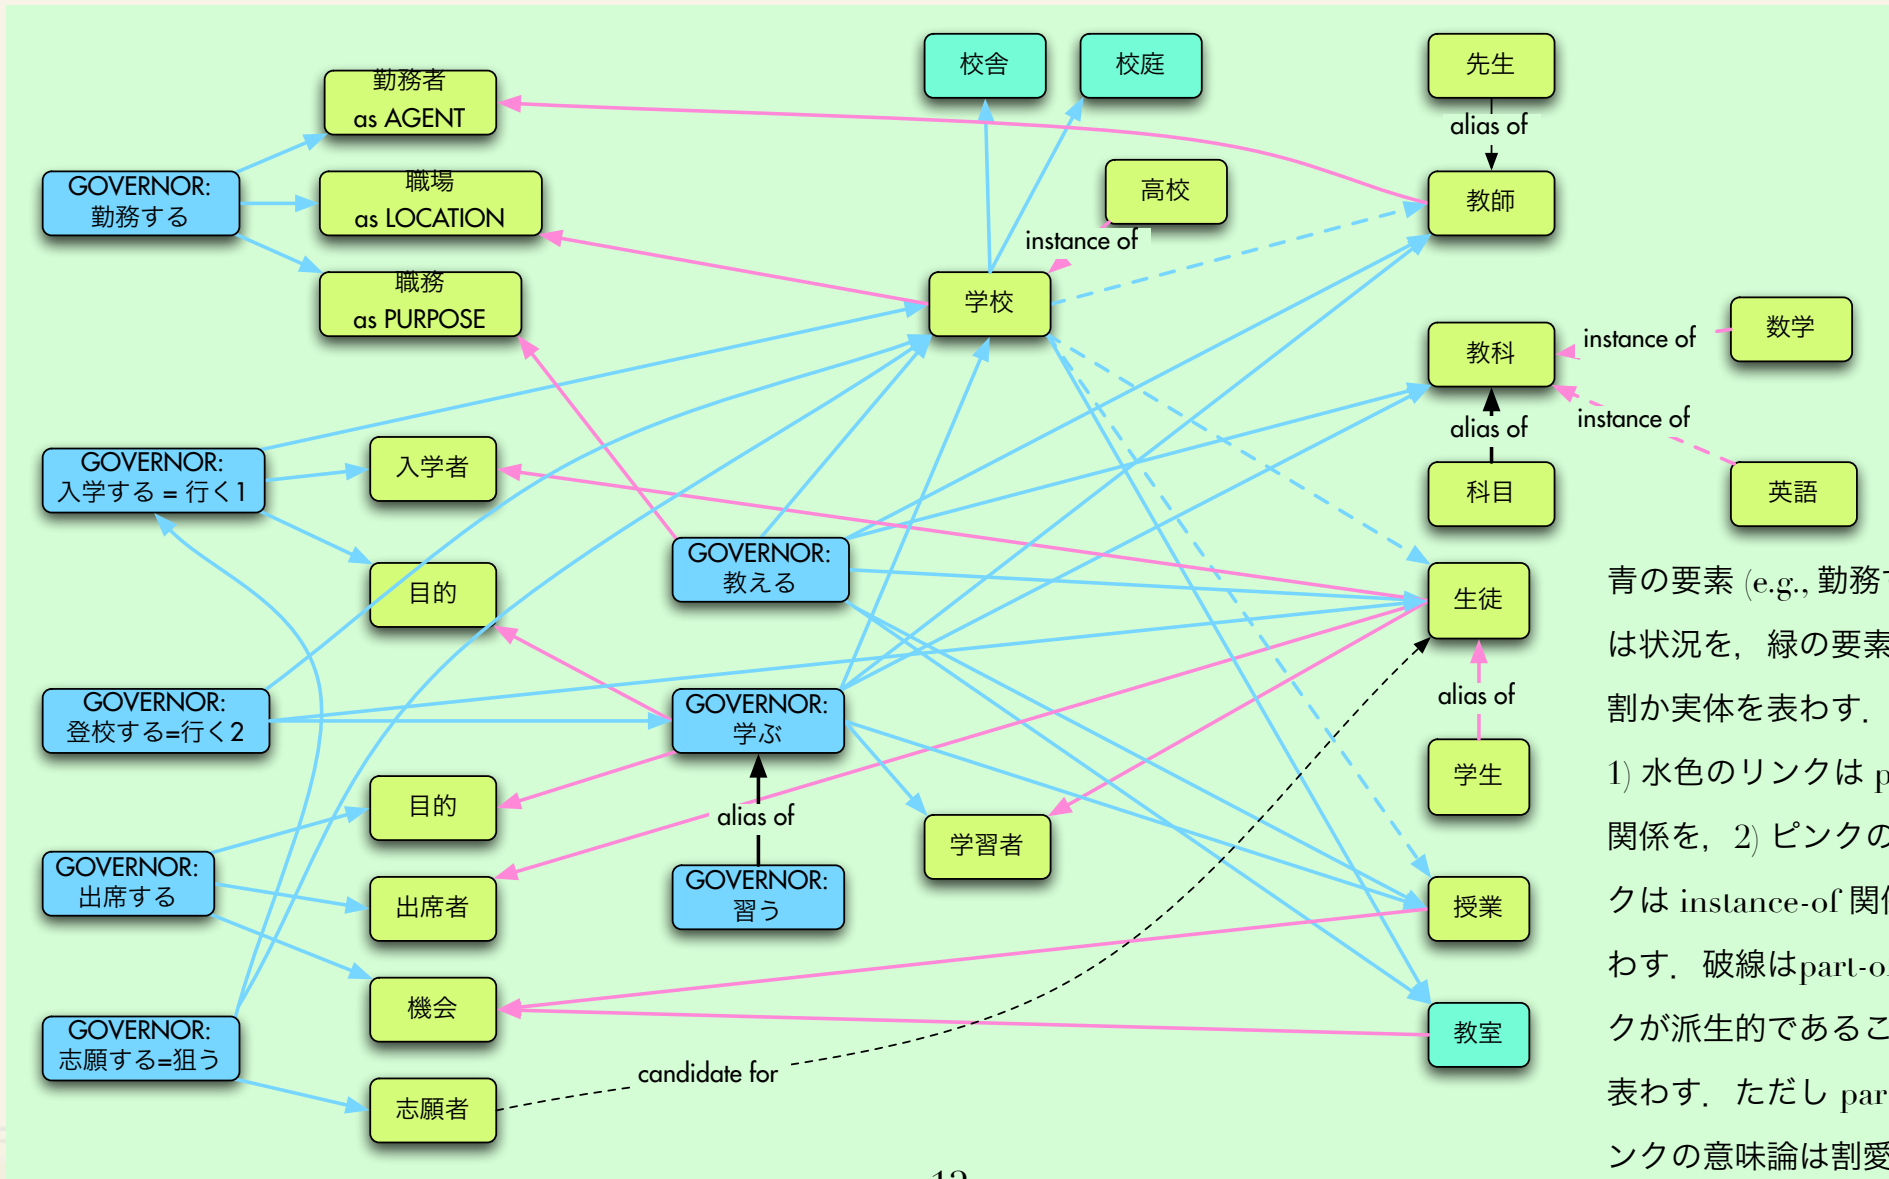 校舎
校庭
先生
勤務者
as AGENT
alias of
GOVERNOR:
勤務する
職場
as LOCATION
高校
教師
instance of
職務
as PURPOSE
学校
数学
instance of
教科
instance of
alias of
GOVERNOR:
入学する = 行く1
入学者
科目
英語
GOVERNOR:
教える
目的
生徒
GOVERNOR:
登校する=行く2
GOVERNOR:
学ぶ
alias of
学生
目的
alias of
学習者
GOVERNOR:
出席する
出席者
GOVERNOR:
習う
授業
機会
教室
GOVERNOR:
志願する=狙う
candidate for
志願者
青の要素 (e.g., 勤務す
は状況を，緑の要素
割か実体を表わす．
1) 水色のリンクは p
関係を，2) ピンクの
クは instance-of 関係
わす．破線はpart-o
クが派生的であるこ
表わす．ただし par
ンクの意味論は割愛
12